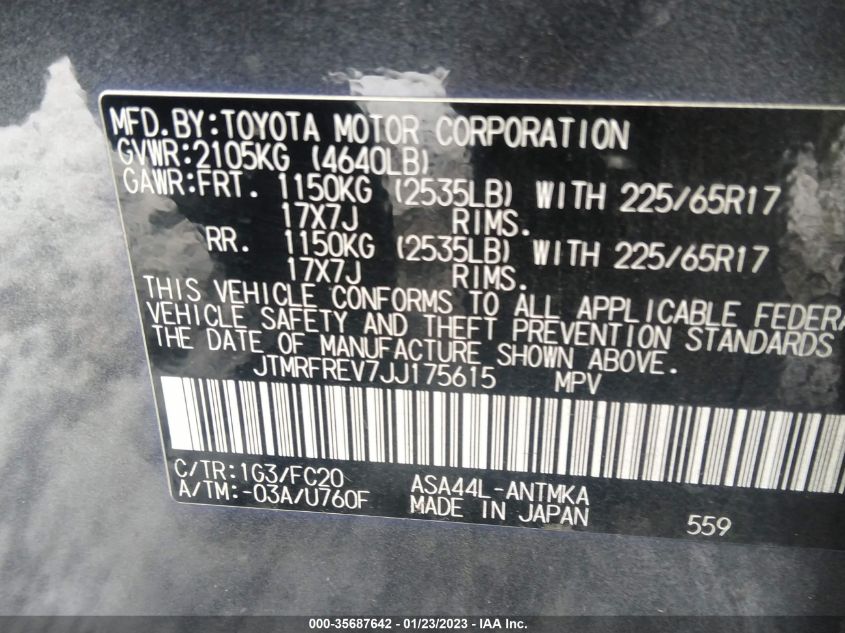 MFD.BY:TOYOTA MOTOR CORPORATION
GVWR:2105KG (4640LB)
GAWR:FRT. 1150KG (2535LB) WITH 225/65R17
17X7J RIMS.
RR. 1150KG (2535LB) WITH 225/65R17
17X7J RIMS.
THIS VEHICLE CONFORMS TO ALL APPLICABLE FEDERA
VEHICLE SAFETY AND THEFT PREVENTION STANDARDS
THE DATE OF MANUFACTURE SHOWN ABOVE.
JTMRFREV7JJ175615 MPV
C/TR:1G3/FC20 ASA44L-ANTMKA
A/TM:-03A/U760F MADE IN JAPAN 559
000-35687642 - 01/23/2023 - IAA Inc.